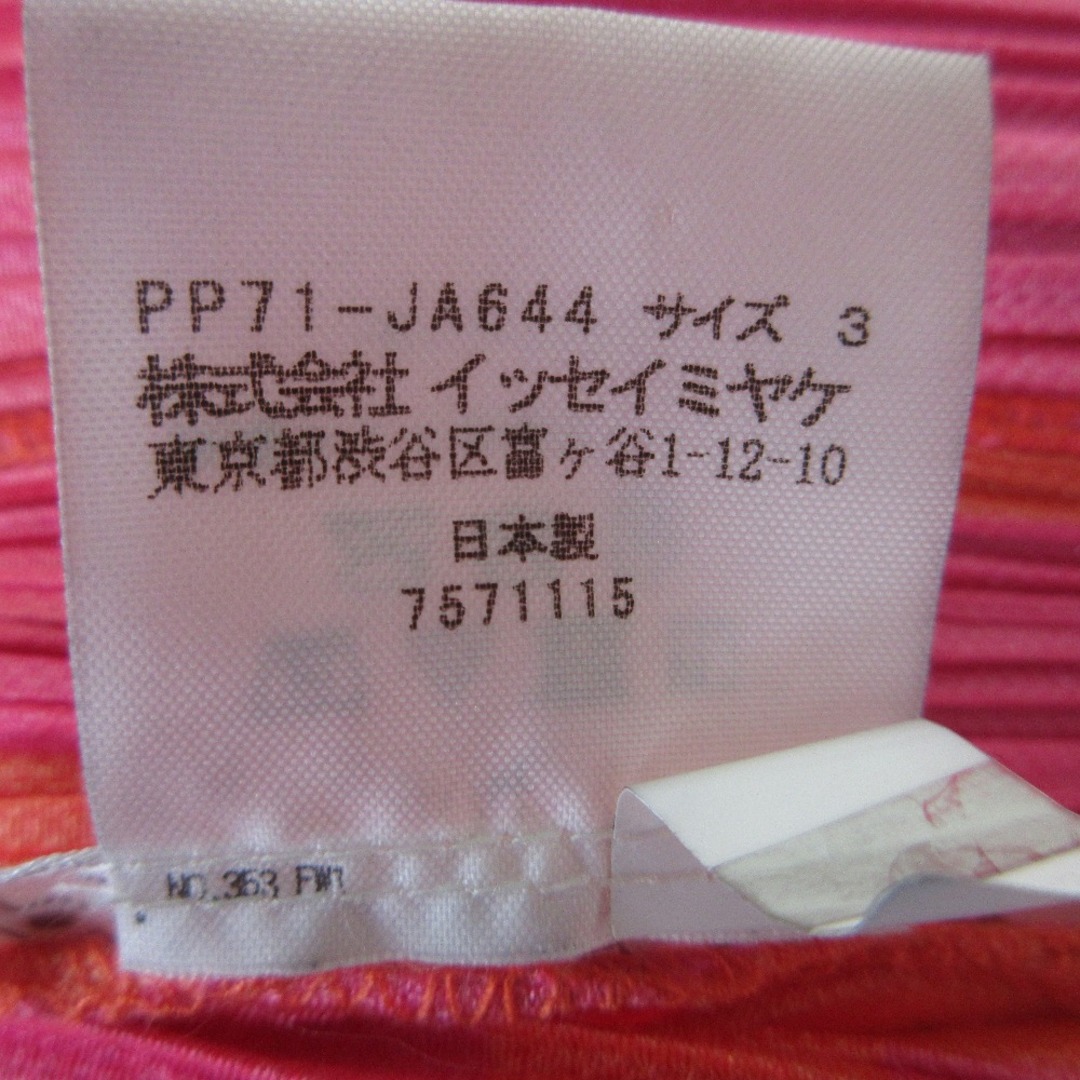 PP71-JA644 サイズ 3
株式会社 イッセイミヤケ
東京都渋谷区富ヶ谷1-12-10
日本製
7571115
NO.363